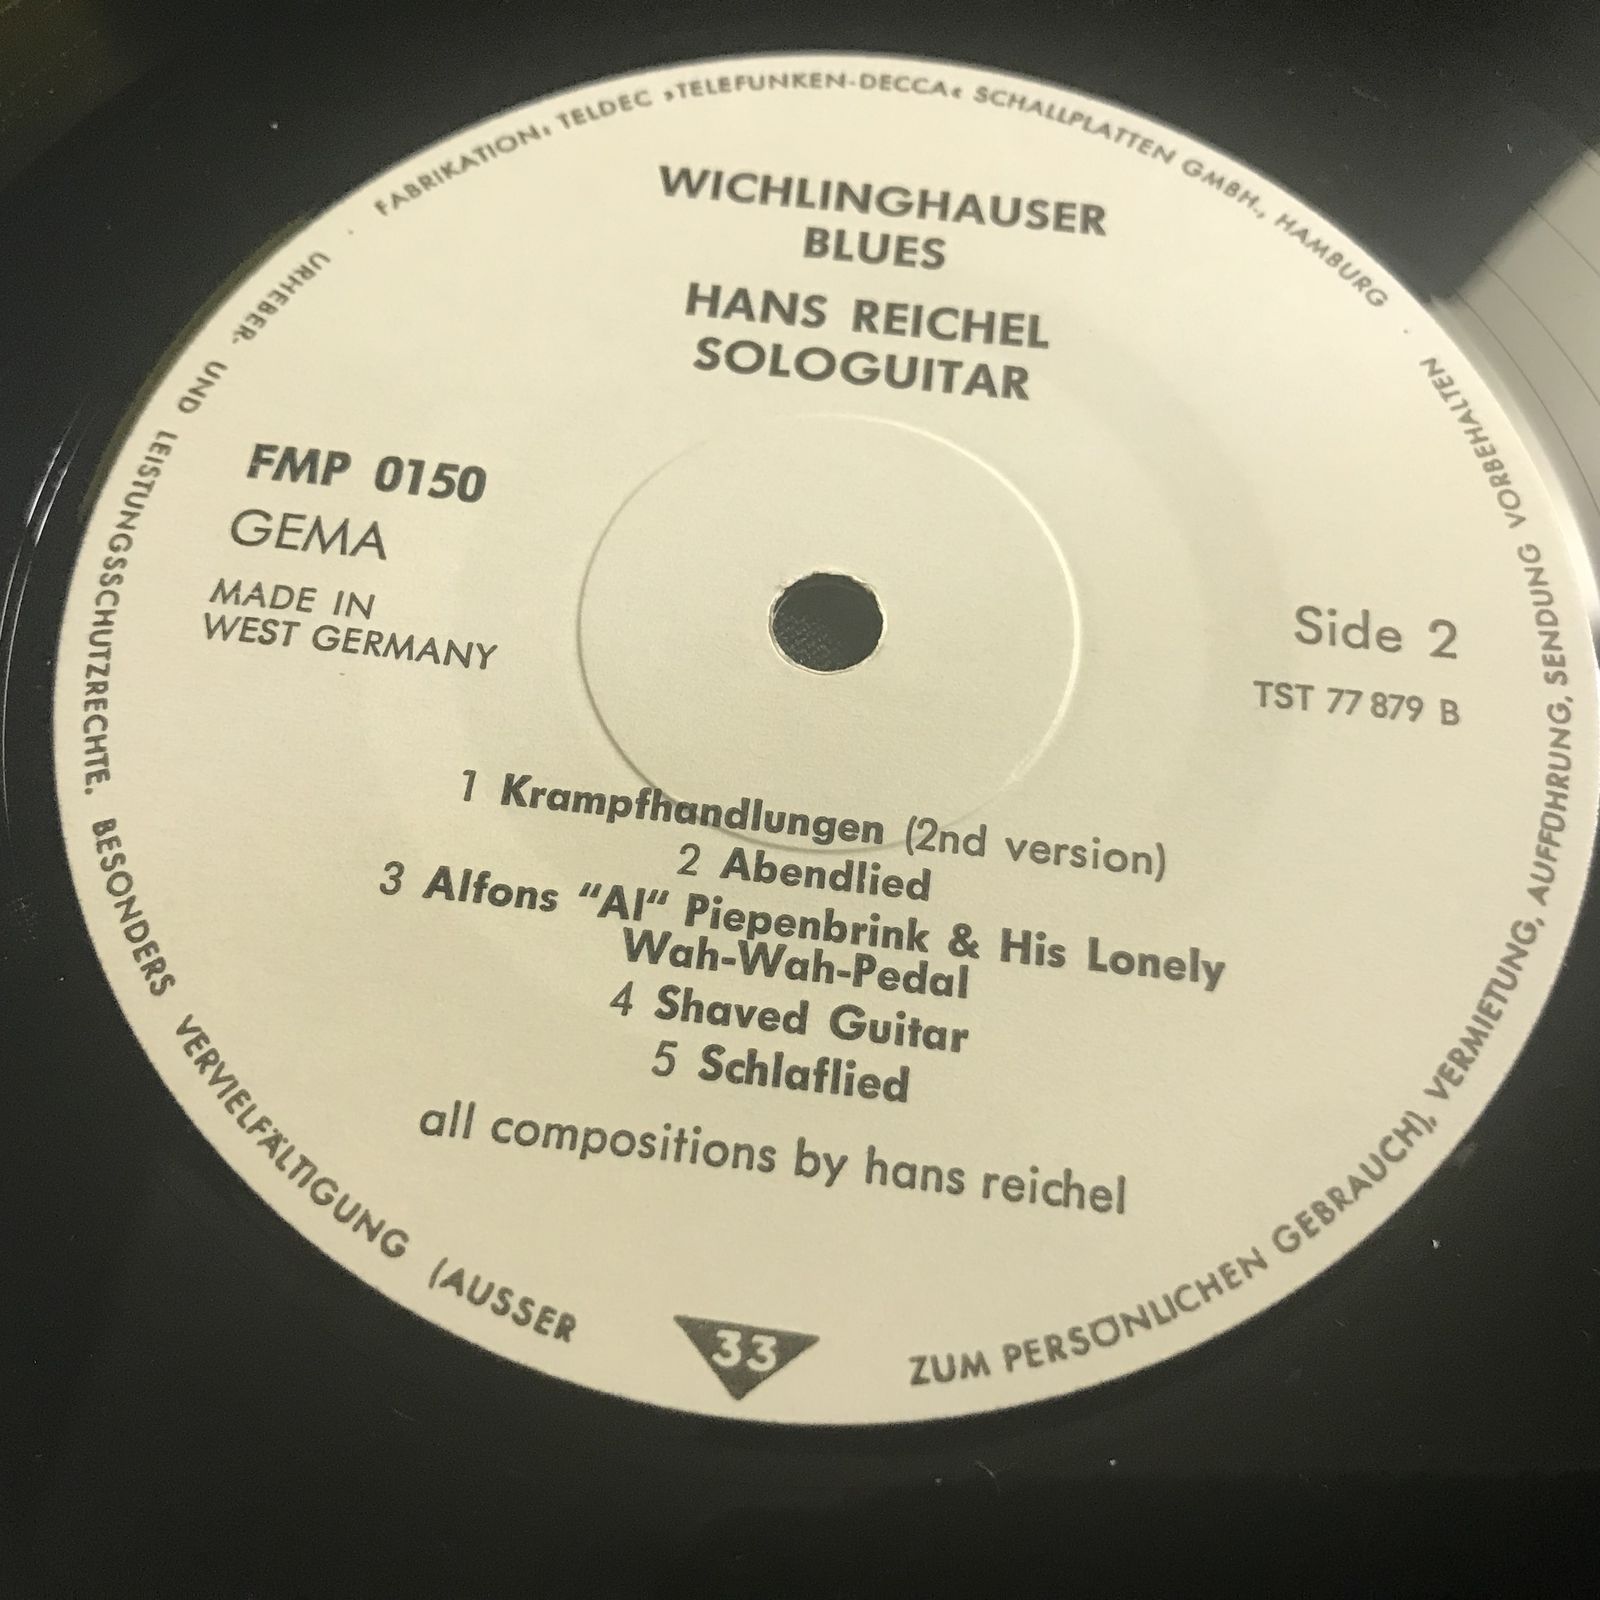 FABRIKATION: TELDEC »TELEFUNKEN-DECCA« SCHALLPLATTEN GMBH., HAMBURG ·
URHEBER- UND LEISTUNGSSCHUTZRECHTE. BESONDERS VERVIELFÄLTIGUNG (AUSSER
ZUM PERSÖNLICHEN GEBRAUCH), VERMIETUNG, AUFFÜHRUNG, SENDUNG VORBEHALTEN ·
WICHLINGHAUSER
BLUES
HANS REICHEL
SOLOGUITAR
FMP 0150
GEMA
MADE IN
WEST GERMANY
Side 2
TST 77 879 B
1 Krampfhandlungen (2nd version)
2 Abendlied
3 Alfons “Al“ Piepenbrink & His Lonely
Wah-Wah-Pedal
4 Shaved Guitar
5 Schlaflied
all compositions by hans reichel
33